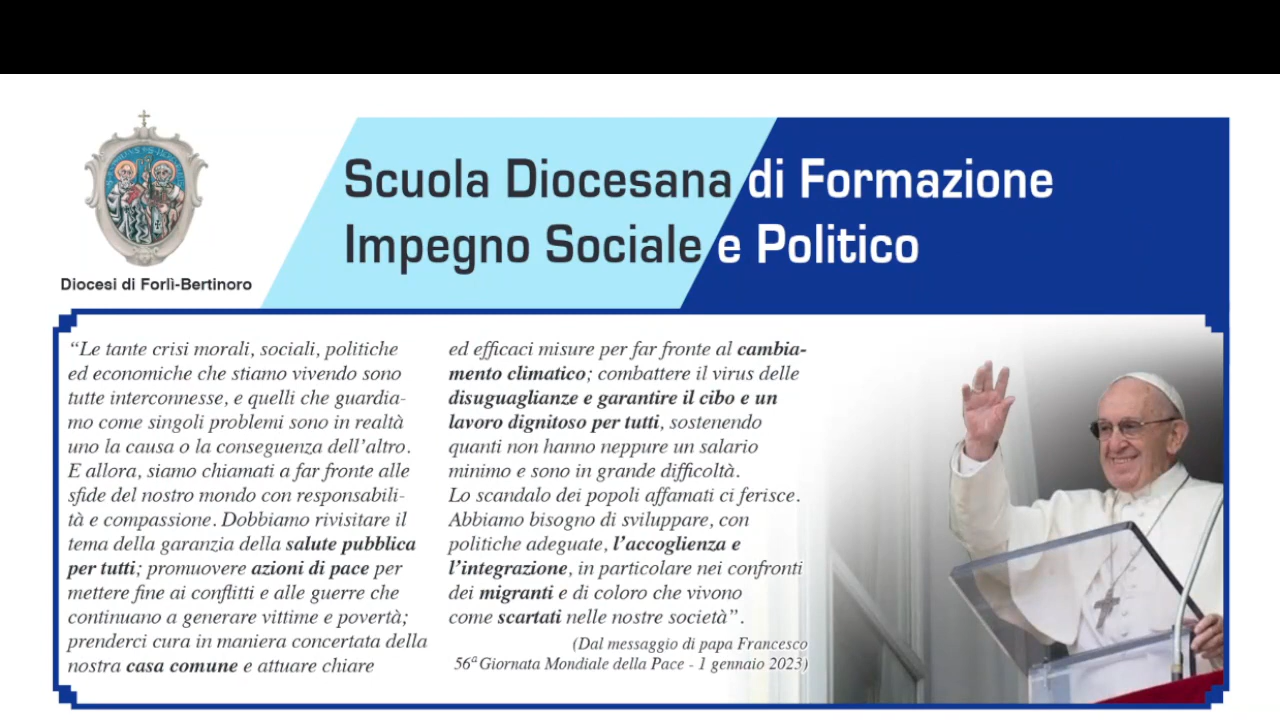 Diocesi di Forlì-Bertinoro
Scuola Diocesana di Formazione
Impegno Sociale e Politico
“Le tante crisi morali, sociali, politiche
ed economiche che stiamo vivendo sono
tutte interconnesse, e quelli che guardia-
mo come singoli problemi sono in realtà
uno la causa o la conseguenza dell’altro.
E allora, siamo chiamati a far fronte alle
sfide del nostro mondo con responsabili-
tà e compassione. Dobbiamo rivisitare il
tema della garanzia della salute pubblica
per tutti; promuovere azioni di pace per
mettere fine ai conflitti e alle guerre che
continuano a generare vittime e povertà;
prenderci cura in maniera concertata della
nostra casa comune e attuare chiare
ed efficaci misure per far fronte al cambia-
mento climatico; combattere il virus delle
disuguaglianze e garantire il cibo e un
lavoro dignitoso per tutti, sostenendo
quanti non hanno neppure un salario
minimo e sono in grande difficoltà.
Lo scandalo dei popoli affamati ci ferisce.
Abbiamo bisogno di sviluppare, con
politiche adeguate, l’accoglienza e
l’integrazione, in particolare nei confronti
dei migranti e di coloro che vivono
come scartati nelle nostre società”.
(Dal messaggio di papa Francesco
56ª Giornata Mondiale della Pace - 1 gennaio 2023)